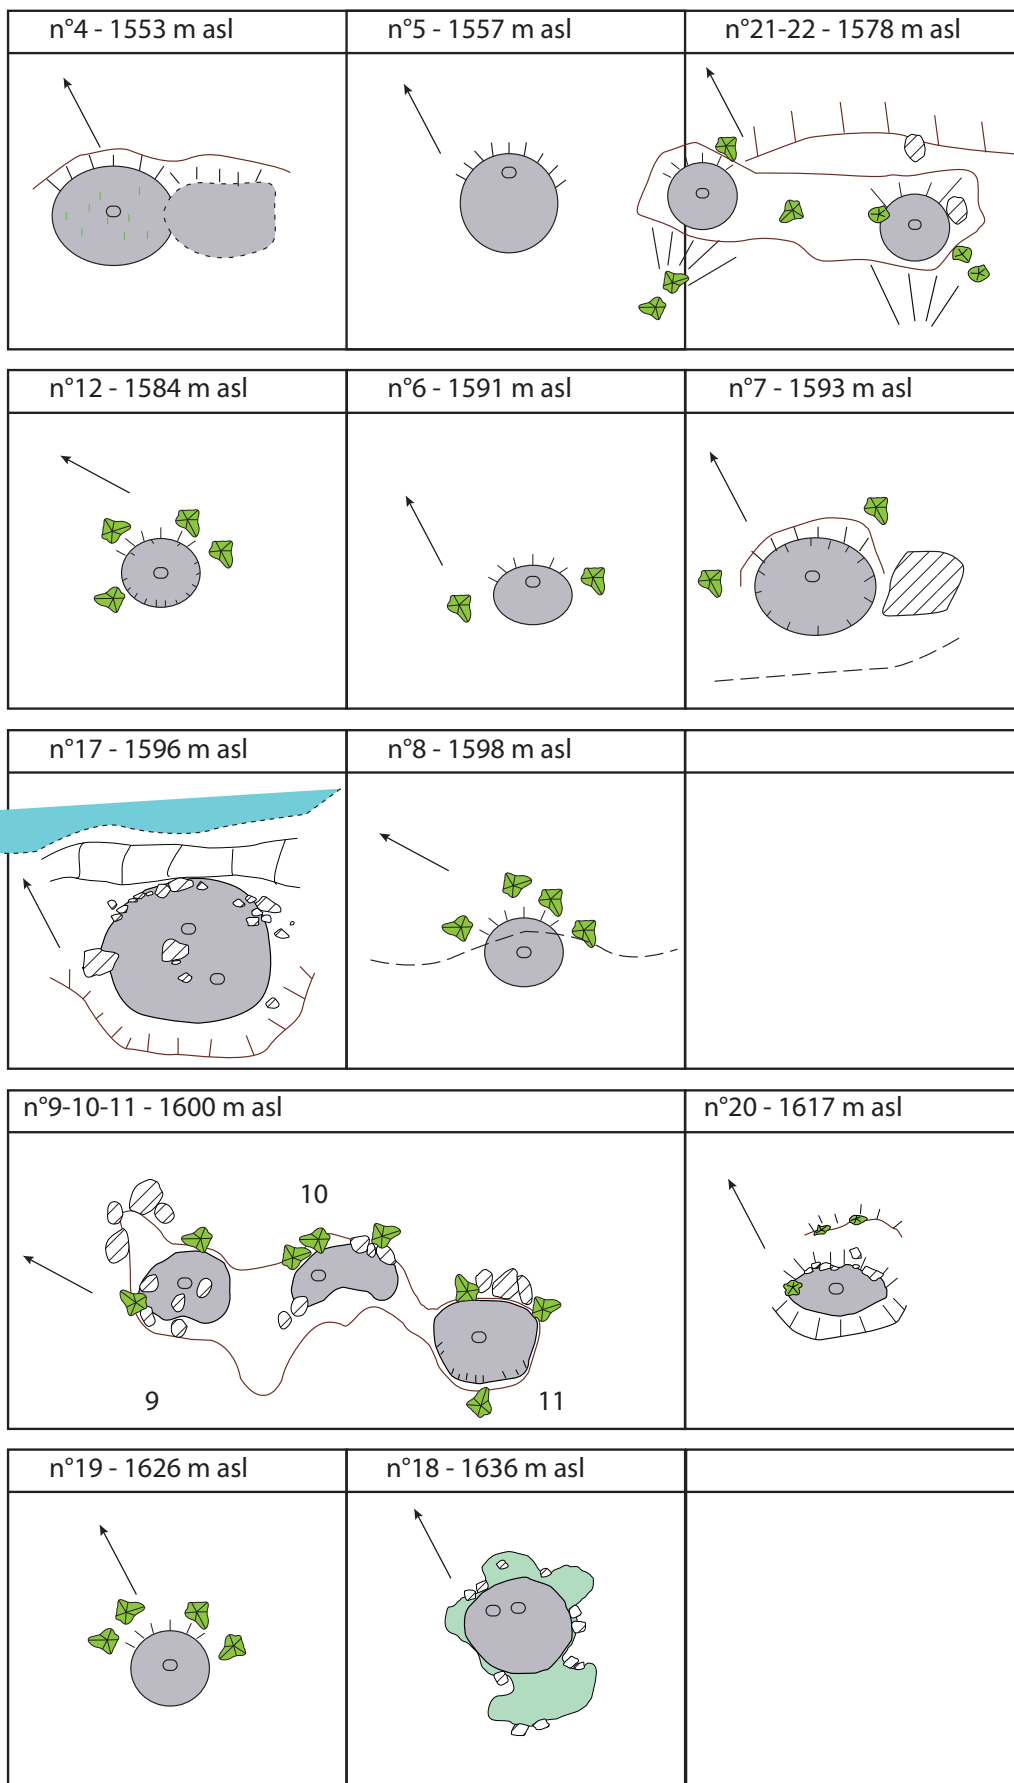 n°4 - 1553 m asl
n°5 - 1557 m asl
n°21-22 - 1578 m asl
n°12 - 1584 m asl
n°6 - 1591 m asl
n°7 - 1593 m asl
n°17 - 1596 m asl
n°8 - 1598 m asl
n°9-10-11 - 1600 m asl
n°20 - 1617 m asl
10
9
11
n°19 - 1626 m asl
n°18 - 1636 m asl